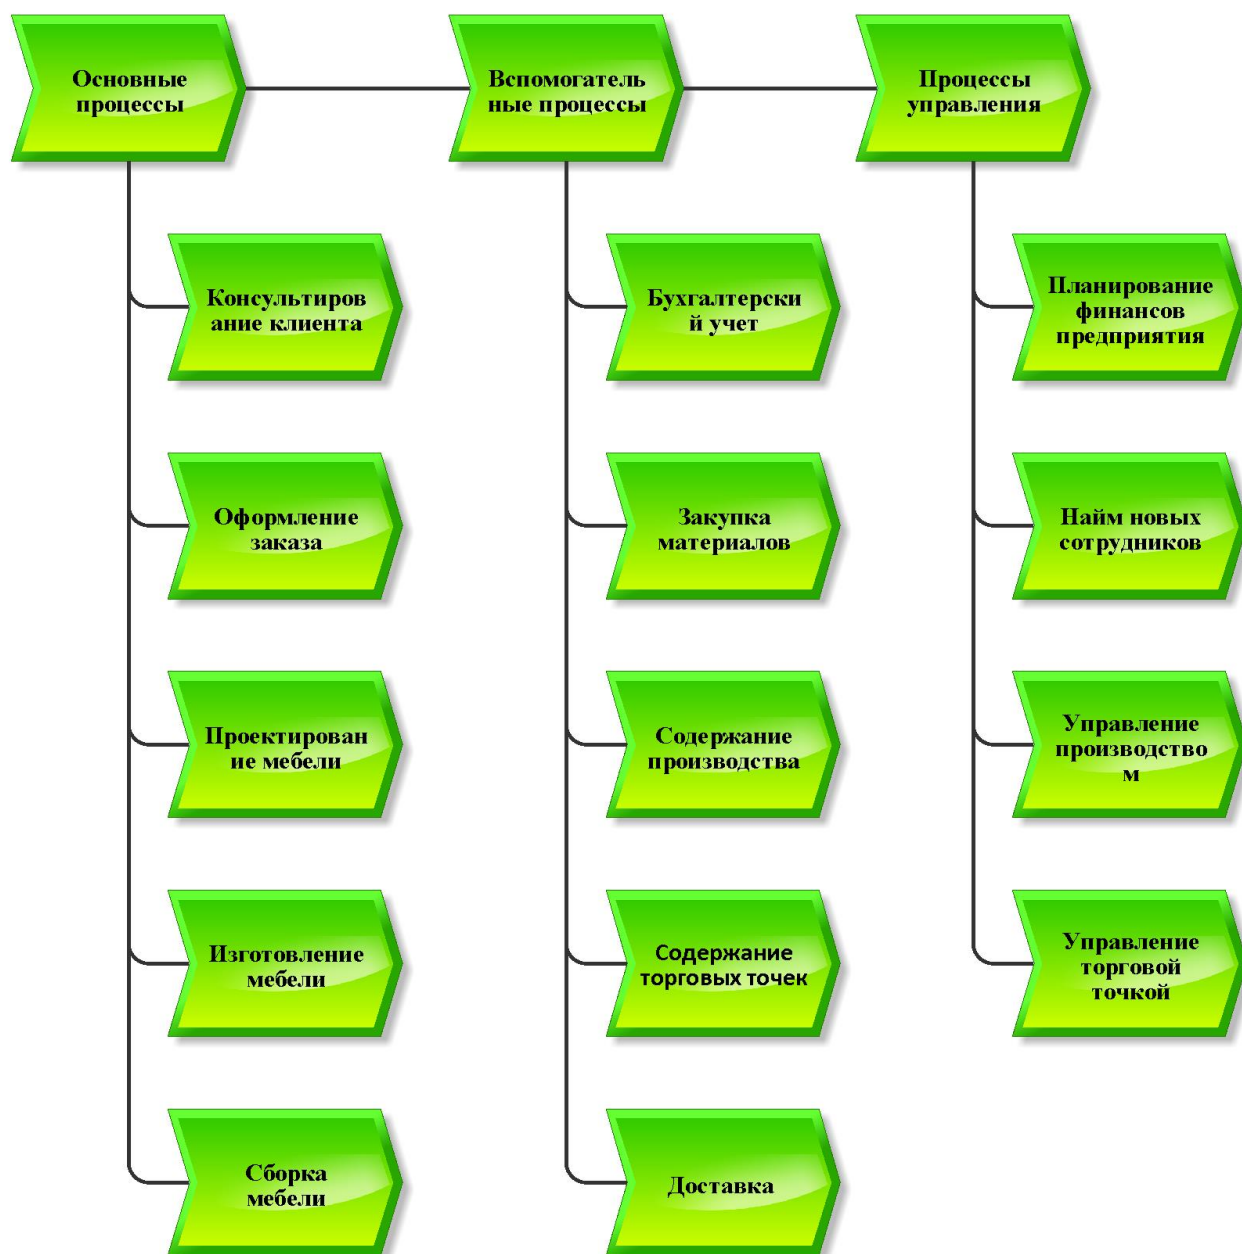 Основные
процессы
Вспомогатель
ные процессы
Процессы
управления
Консультиров
ание клиента
Бухгалтерски
й учет
Планирование
финансов
предприятия
Оформление
заказа
Закупка
материалов
Найм новых
сотрудников
Проектирован
ие мебели
Содержание
производства
Управление
производство
м
Изготовление
мебели
Содержание
торговых точек
Управление
торговой
точкой
Сборка
мебели
Доставка